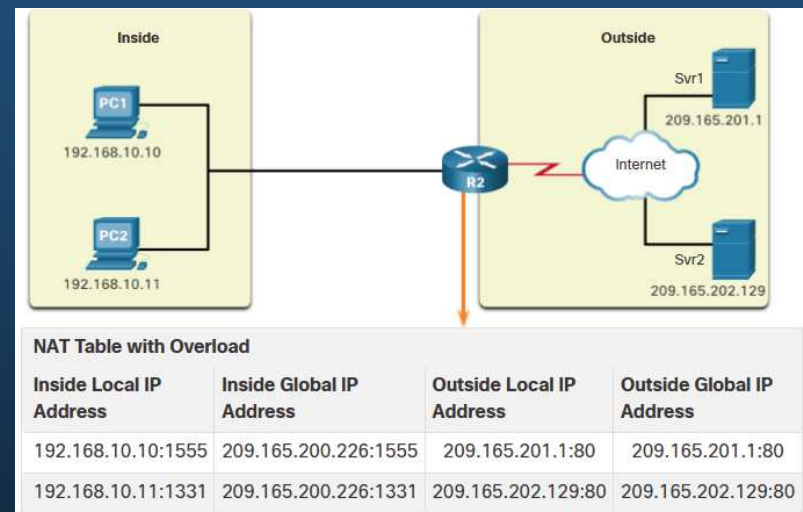 Inside
Outside
PC1
192.168.10.10
PC2
192.168.10.11
R2
Internet
Svr1
209.165.201.1
Svr2
209.165.202.129
NAT Table with Overload
Inside Local IP Address
Inside Global IP Address
Outside Local IP Address
Outside Global IP Address
192.168.10.10:1555 209.165.200.226:1555 209.165.201.1:80 209.165.201.1:80
192.168.10.11:1331 209.165.200.226:1331 209.165.202.129:80 209.165.202.129:80